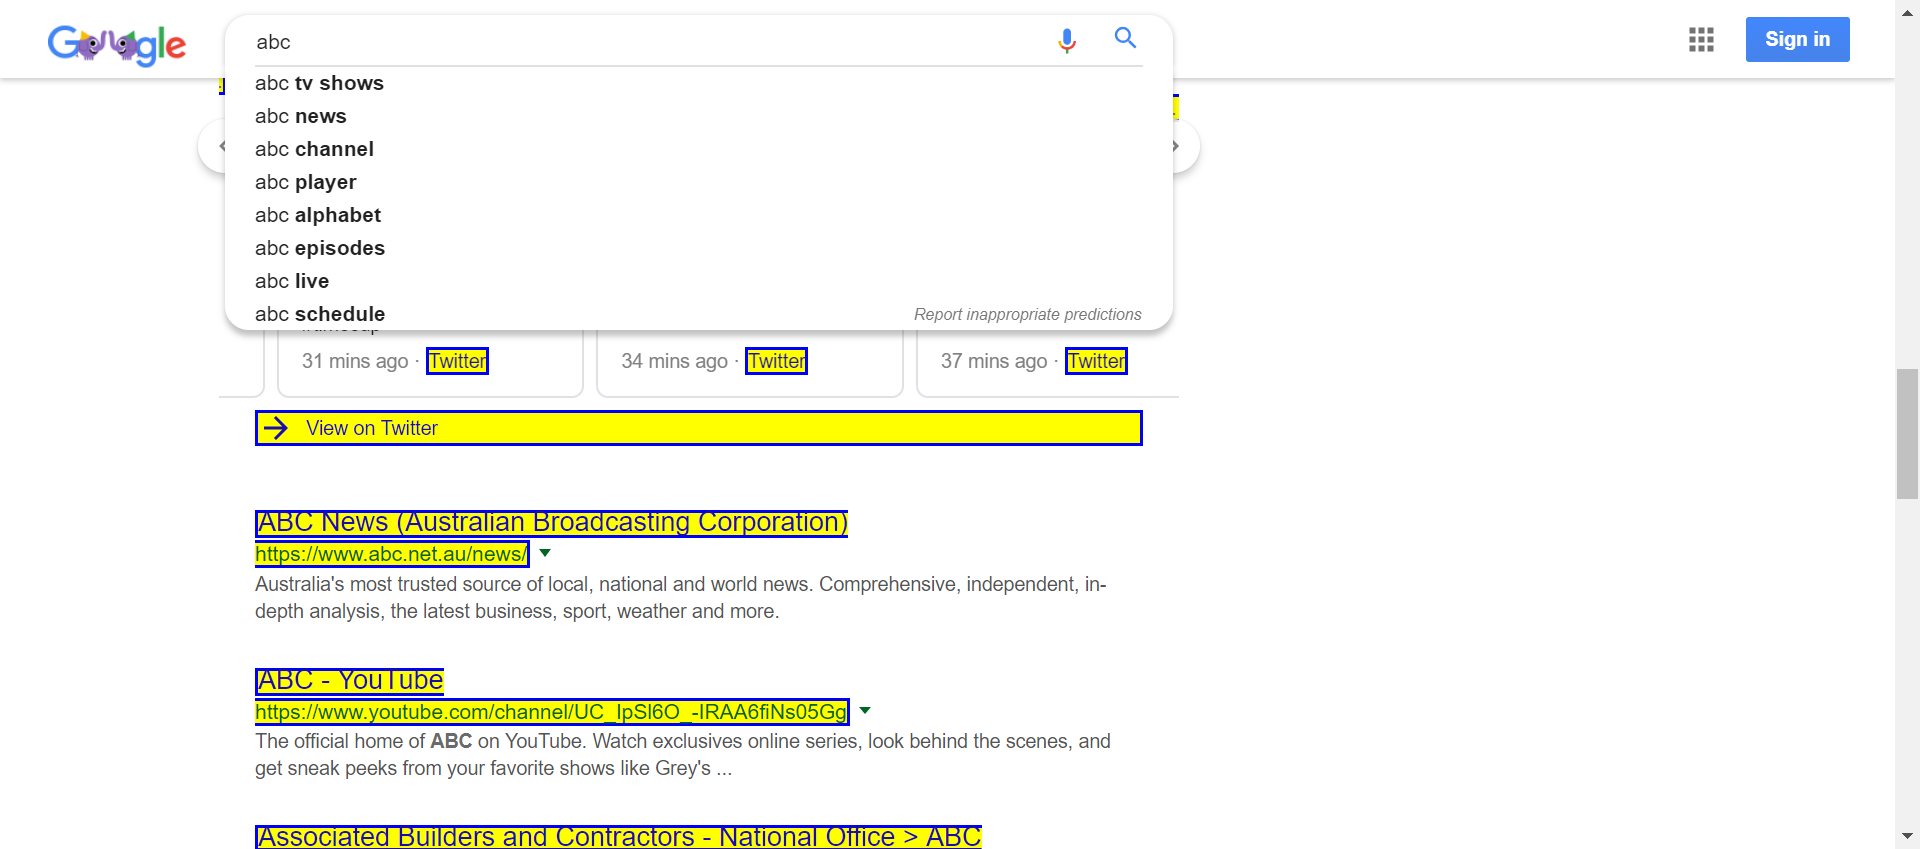 Google
abc
Sign in
abc tv shows
abc news
abc channel
abc player
abc alphabet
abc episodes
abc live
abc schedule
Report inappropriate predictions
31 mins ago · Twitter
34 mins ago · Twitter
37 mins ago · Twitter
View on Twitter
ABC News (Australian Broadcasting Corporation)
https://www.abc.net.au/news/
Australia's most trusted source of local, national and world news. Comprehensive, independent, in-
depth analysis, the latest business, sport, weather and more.
ABC - YouTube
https://www.youtube.com/channel/UC_IpSI6O_-IRAA6fiNs05Gg
The official home of ABC on YouTube. Watch exclusives online series, look behind the scenes, and
get sneak peeks from your favorite shows like Grey's ...
Associated Builders and Contractors - National Office > ABC